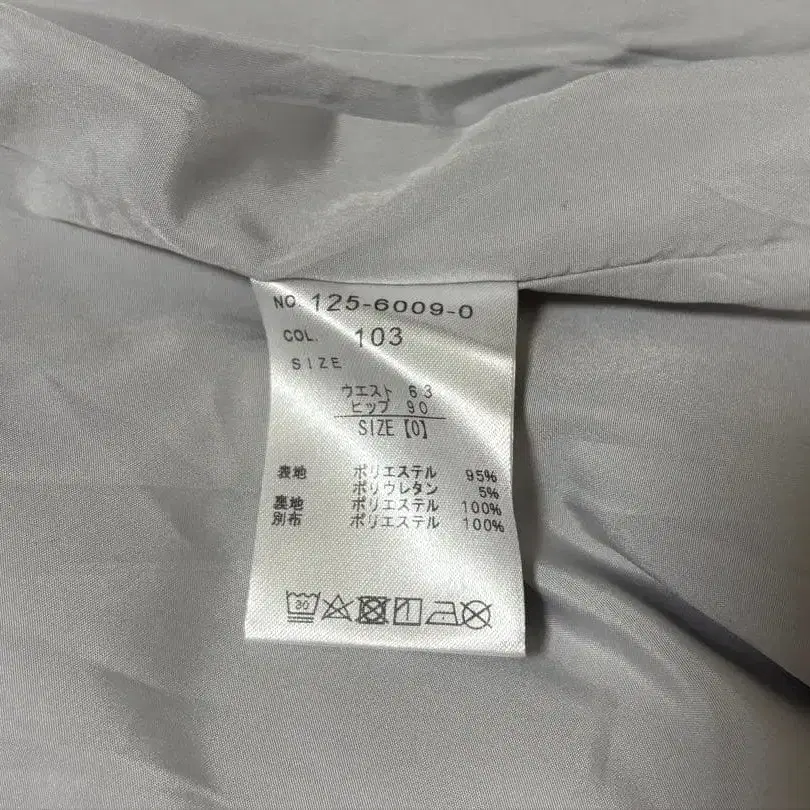 NO. 125-6009-0
COL. 103
SIZE
ウエスト 63
ヒップ 90
SIZE【0】
表地 ポリエステル 95%
ポリウレタン 5%
裏地 ポリエステル 100%
別布 ポリエステル 100%
30